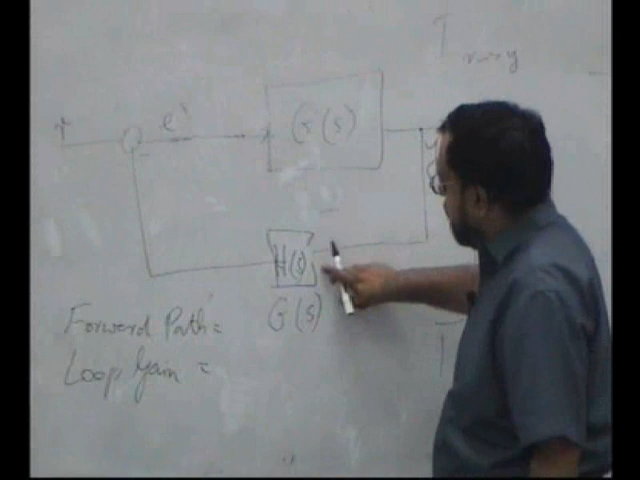 T r→y
r e G(s) y
-
H(s)
Forward Path =
G(s)
Loop Gain =
T